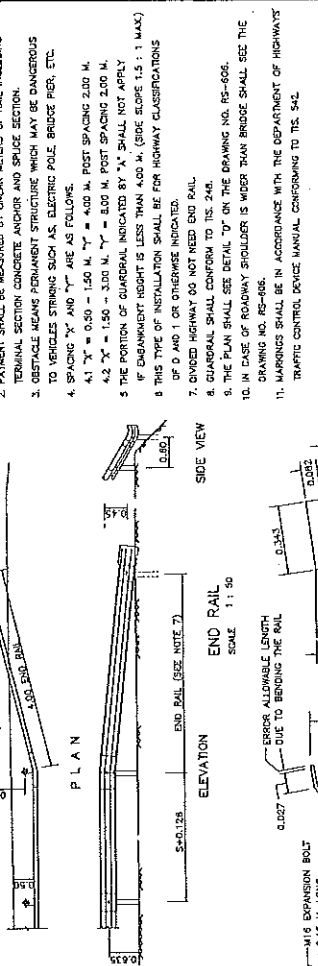 2. PAYMENT SHALL BE MEASURED BY LINEAR METERS OF RAIL INCLUDING
TERMINAL SECTION CONCRETE ANCHOR AND SPLICE SECTION.
3. OBSTACLE MEANS PERMANENT STRUCTURE WHICH MAY BE DANGEROUS
TO VEHICLES STRIKING SUCH AS, ELECTRIC POLE, BRIDGE PIER, ETC.
4. SPACING "X" AND "Y" ARE AS FOLLOWS.
4.1 "X" = 0.50 - 1.50 M. "Y" = 4.00 M. POST SPACING 2.00 M.
4.2 "X" = 1.50 - 3.00 M. "Y" = 8.00 M. POST SPACING 2.00 M.
5 THE PORTION OF GUARDRAIL INDICATED BY "A" SHALL NOT APPLY
IF EMBANKMENT HEIGHT IS LESS THAN 4.00 M. (SIDE SLOPE 1.5 : 1 MAX.)
6 THIS TYPE OF INSTALLATION SHALL BE FOR HIGHWAY CLASSIFICATIONS
OF D AND 1 OR OTHERWISE INDICATED.
7. DIVIDED HIGHWAY DO NOT NEED END RAIL.
8. GUARDRAIL SHALL CONFORM TO TIS. 248.
9. THE PLAN SHALL SEE DETAIL "D" ON THE DRAWING NO. RS-606.
10. IN CASE OF ROADWAY SHOULDER IS WIDER THAN BRIDGE SHALL SEE THE
DRAWING NO. RS-606.
11. MARKINGS SHALL BE IN ACCORDANCE WITH THE DEPARTMENT OF HIGHWAYS'
TRAFFIC CONTROL DEVICE MANUAL CONFORMING TO TIS. 542
4.00 END RAIL
0.50
PLAN
0.45
0.80
0.635
S+0.128
END RAIL (SEE NOTE 7)
ELEVATION
SIDE VIEW
END RAIL
SCALE 1 : 50
ERROR ALLOWABLE LENGTH
DUE TO BENDING THE RAIL
0.027
0.343
0.082
M16 EXPANSION BOLT